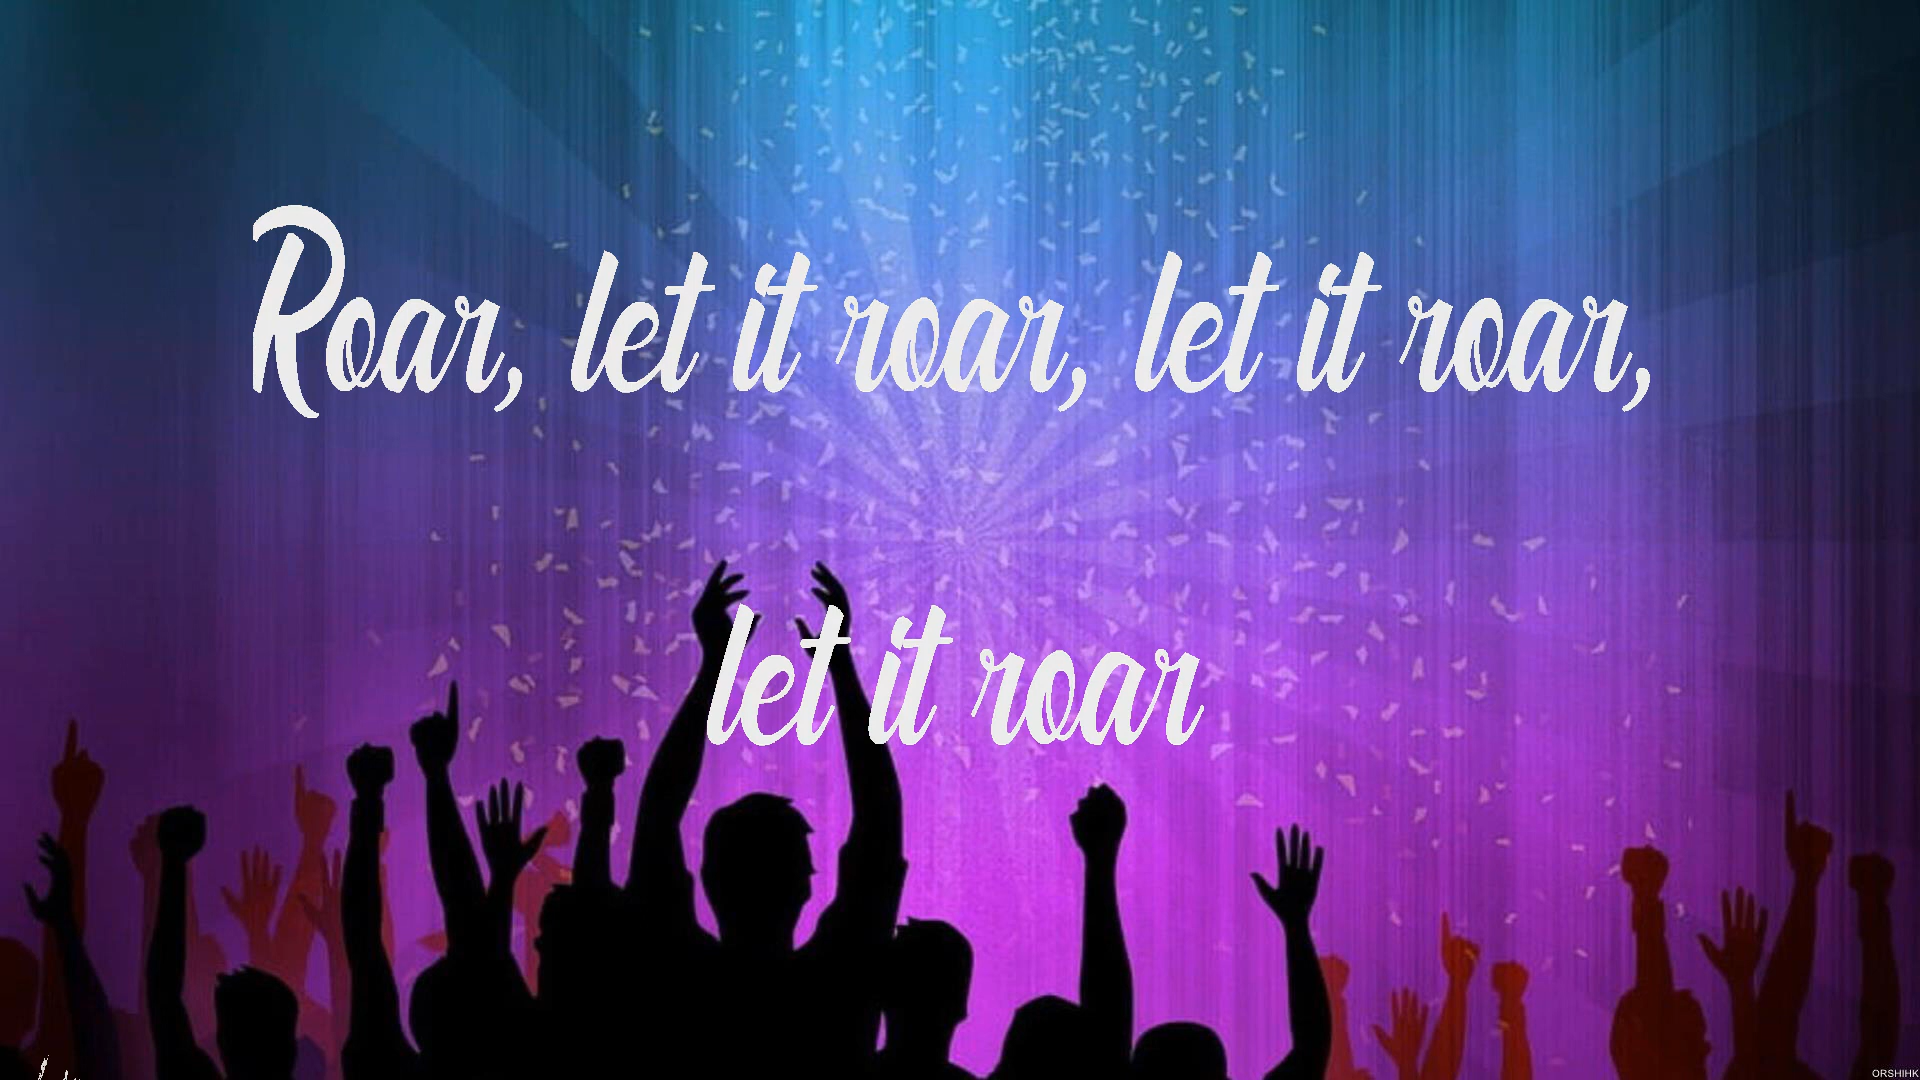 Roar, let it roar, let it roar,
let it roar
ORSHIHK